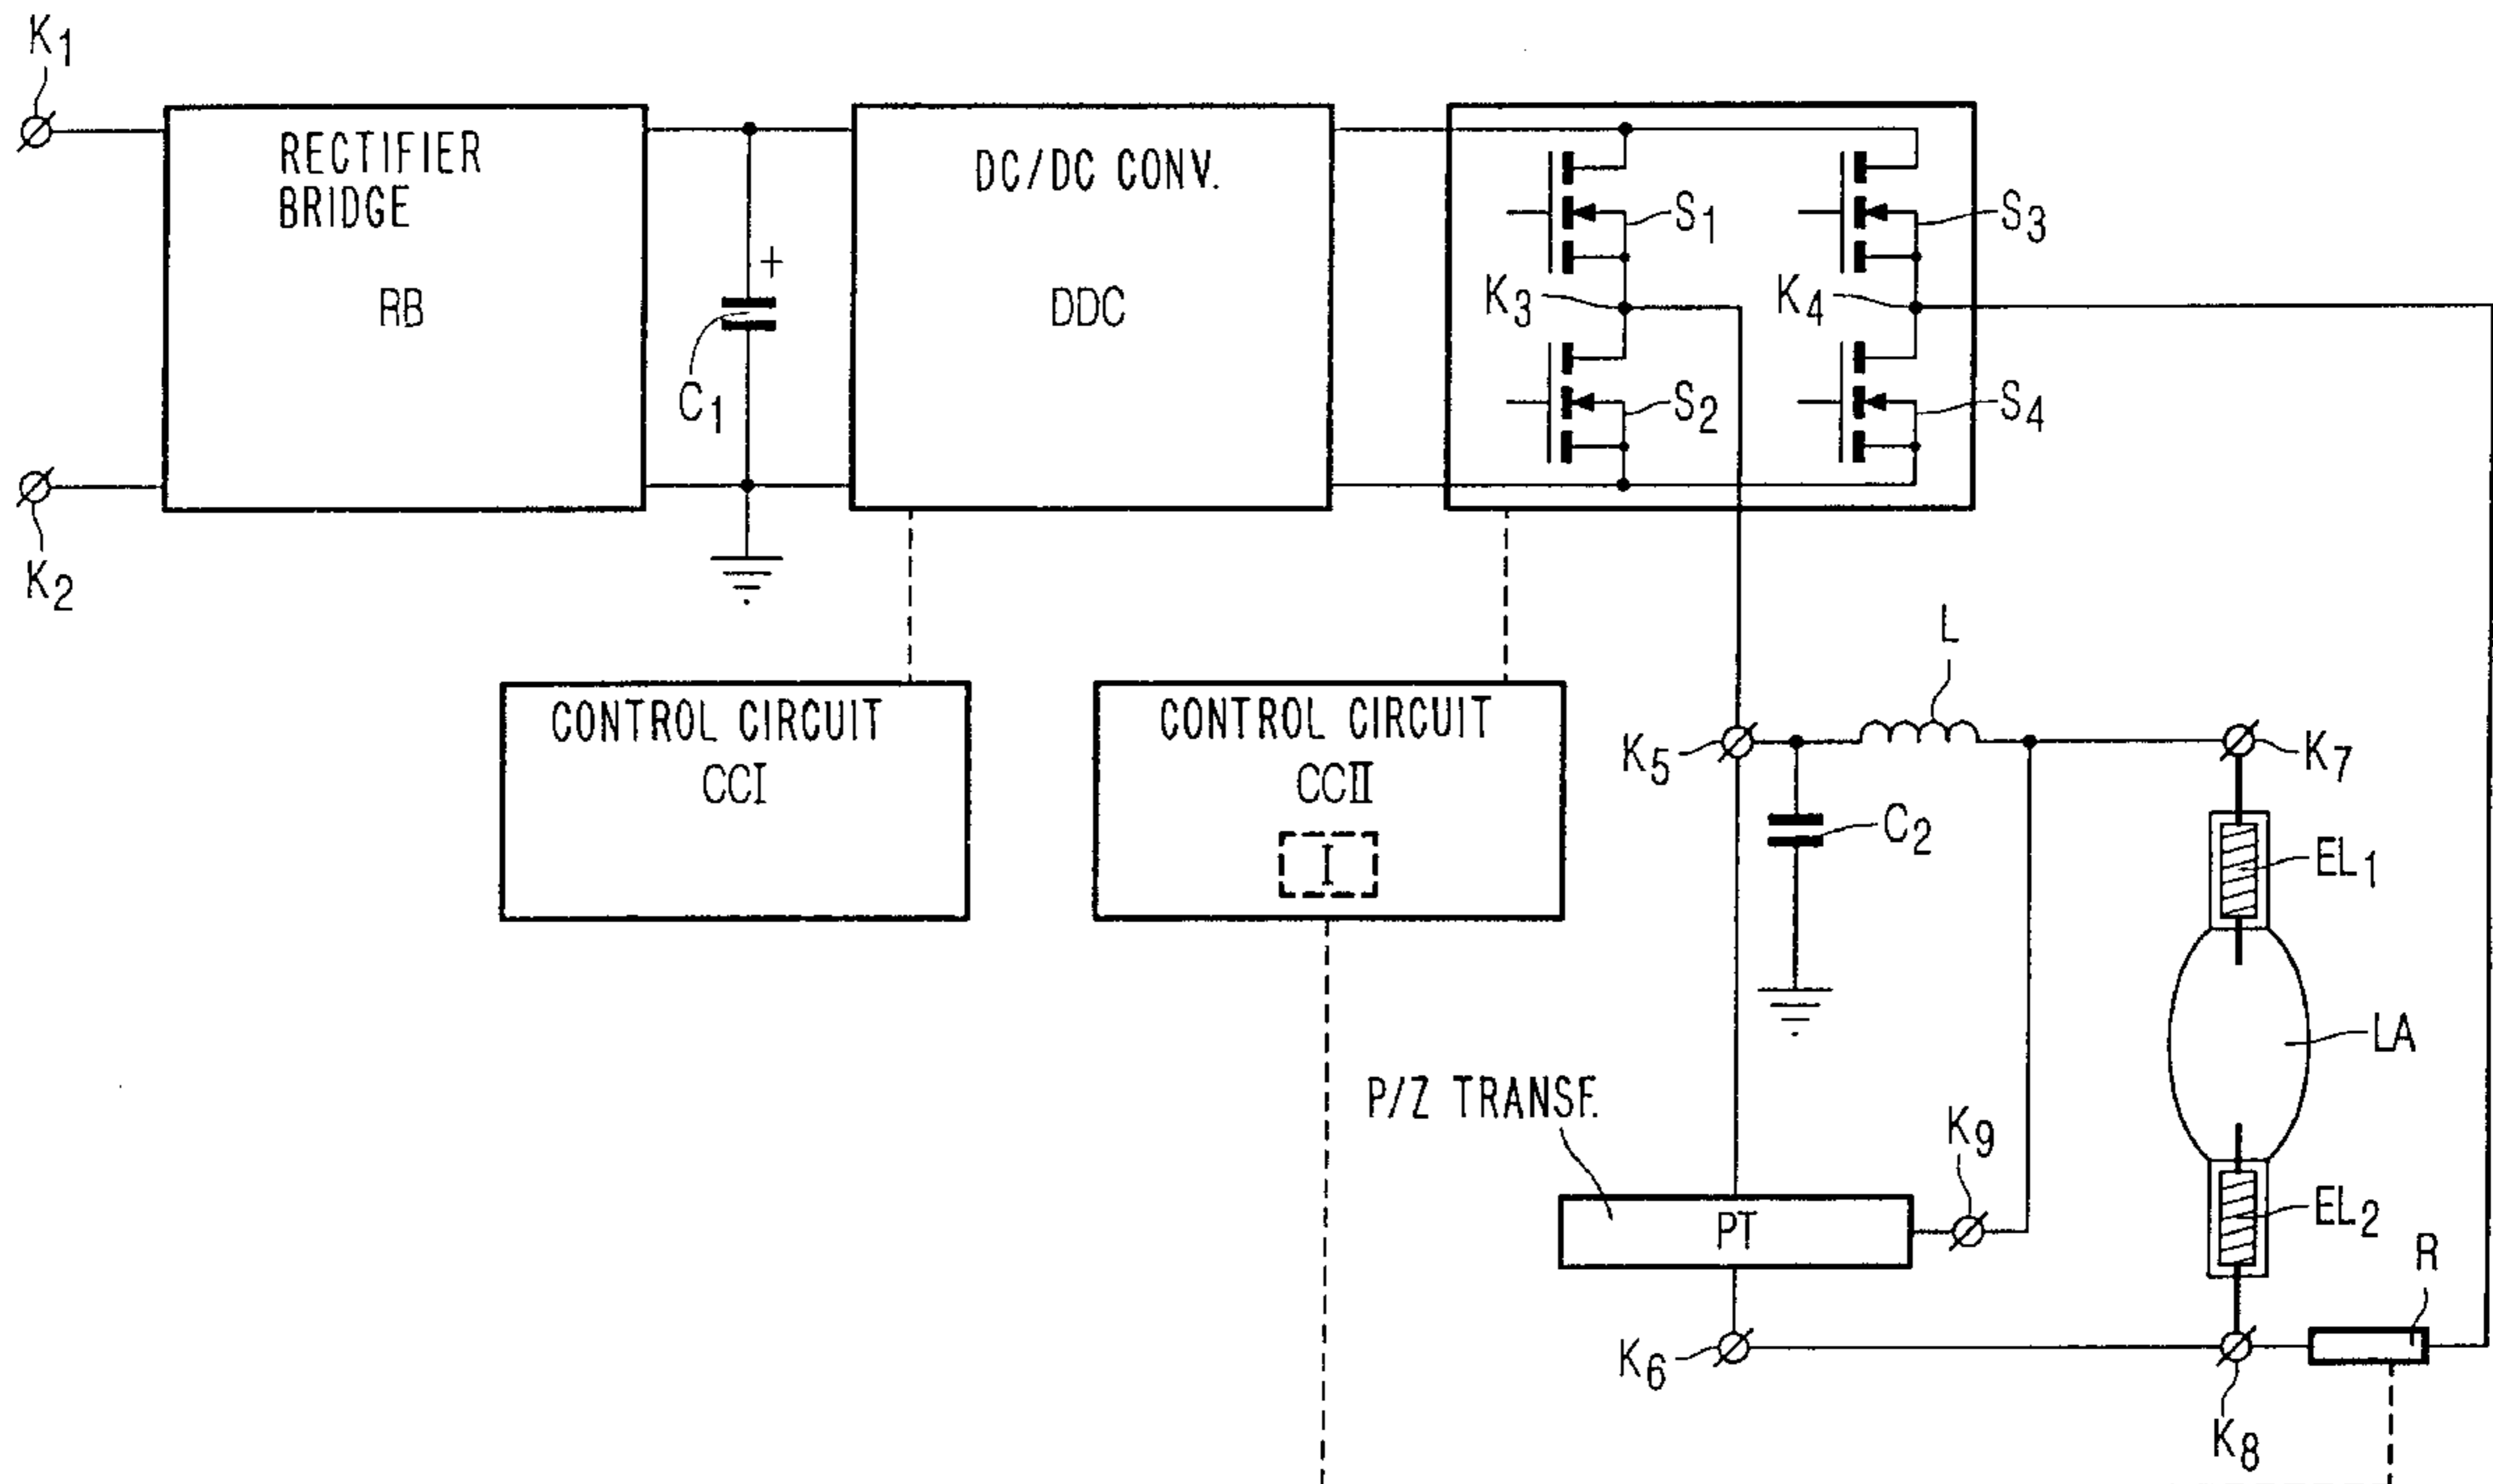 K1
RECTIFIER
BRIDGE
RB
+
C1
DC/DC CONV.
DDC
S1
S3
K3
K4
S2
S4
K2
L
CONTROL CIRCUIT
CCI
CONTROL CIRCUIT
CCII
I
K5
K7
C2
EL1
LA
P/Z TRANSF.
K9
PT
EL2
R
K6
K8